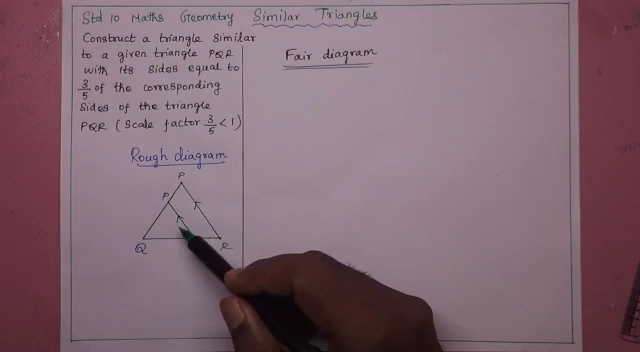 Std 10 Maths Geometry Similar Triangles
Construct a triangle similar
to a given triangle PQR
with its sides equal to
3/5 of the corresponding
sides of the triangle
PQR (scale factor 3/5 < 1)
Fair diagram
Rough diagram
P
P
Q
R